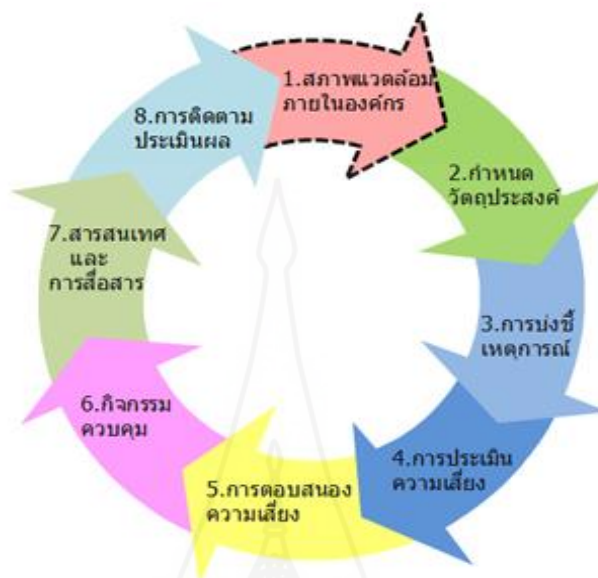 1.สภาพแวดล้อม
ภายในองค์กร
2.กำหนด
วัตถุประสงค์
3.การบ่งชี้
เหตุการณ์
4.การประเมิน
ความเสี่ยง
5.การตอบสนอง
ความเสี่ยง
6.กิจกรรม
ควบคุม
7.สารสนเทศ
และ
การสื่อสาร
8.การติดตาม
ประเมินผล